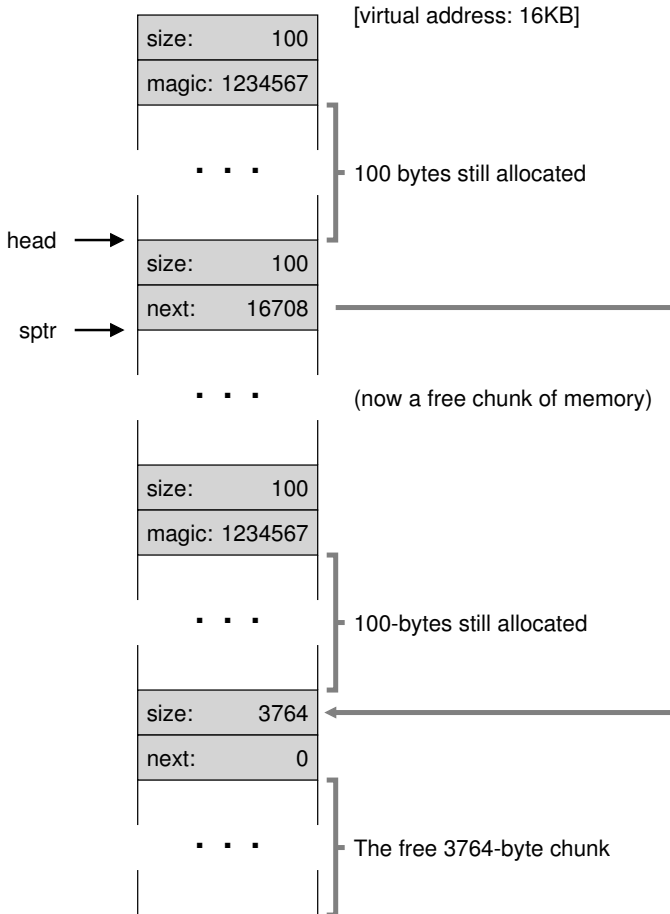 [virtual address: 16KB]
size: 100
magic: 1234567
. . .
100 bytes still allocated
head
size: 100
next: 16708
sptr
. . .
(now a free chunk of memory)
size: 100
magic: 1234567
. . .
100-bytes still allocated
size: 3764
next: 0
. . .
The free 3764-byte chunk